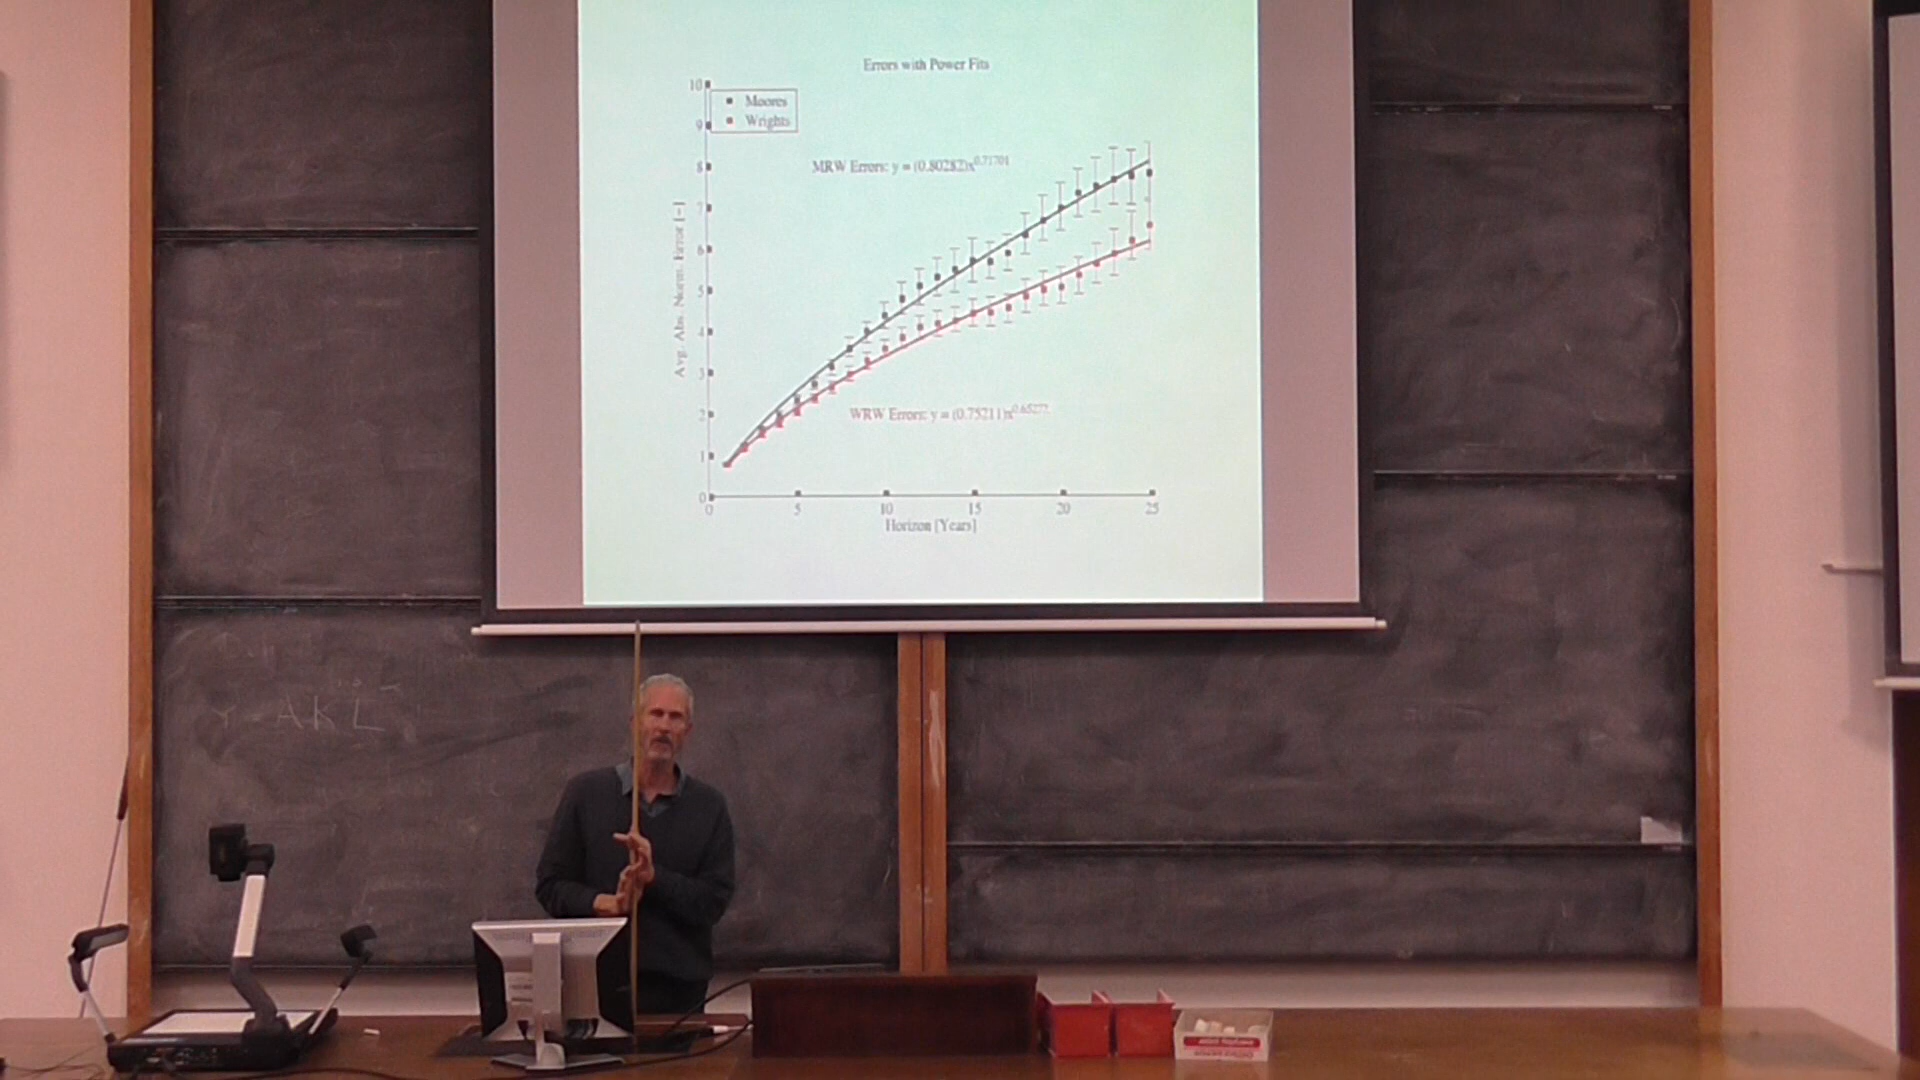 Errors with Power Fits
10
Moores
9
Wrights
MRW Errors: y = (0.80282)x^0.71701
8
7
6
5
4
3
2
1
0
Avg. Abs. Norm. Error [-]
WRW Errors: y = (0.75211)x
0 5 10 15 20 25
Horizon [Years]
Y AKL